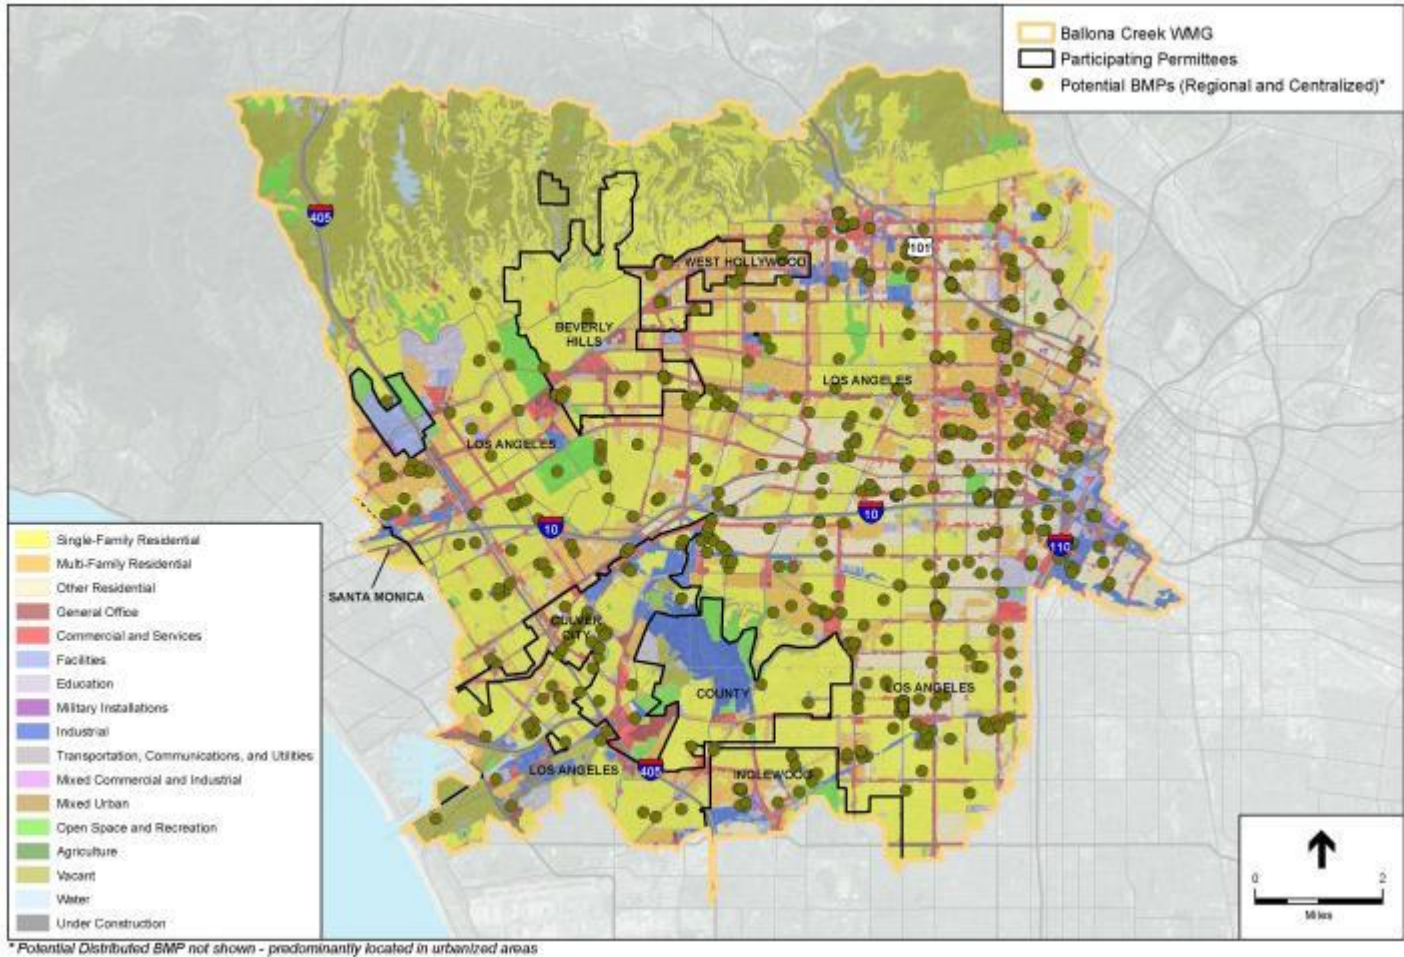 Ballona Creek WMG
Participating Permittees
Potential BMPs (Regional and Centralized)*
405
101
WEST HOLLYWOOD
BEVERLY
HILLS
LOS ANGELES
LOS ANGELES
10
10
110
SANTA MONICA
CULVER
CITY
COUNTY
LOS ANGELES
LOS ANGELES
405
INGLEWOOD
Single-Family Residential
Multi-Family Residential
Other Residential
General Office
Commercial and Services
Facilities
Education
Military Installations
Industrial
Transportation, Communications, and Utilities
Mixed Commercial and Industrial
Mixed Urban
Open Space and Recreation
Agriculture
Vacant
Water
Under Construction
0 2
Miles
* Potential Distributed BMP not shown - predominantly located in urbanized areas